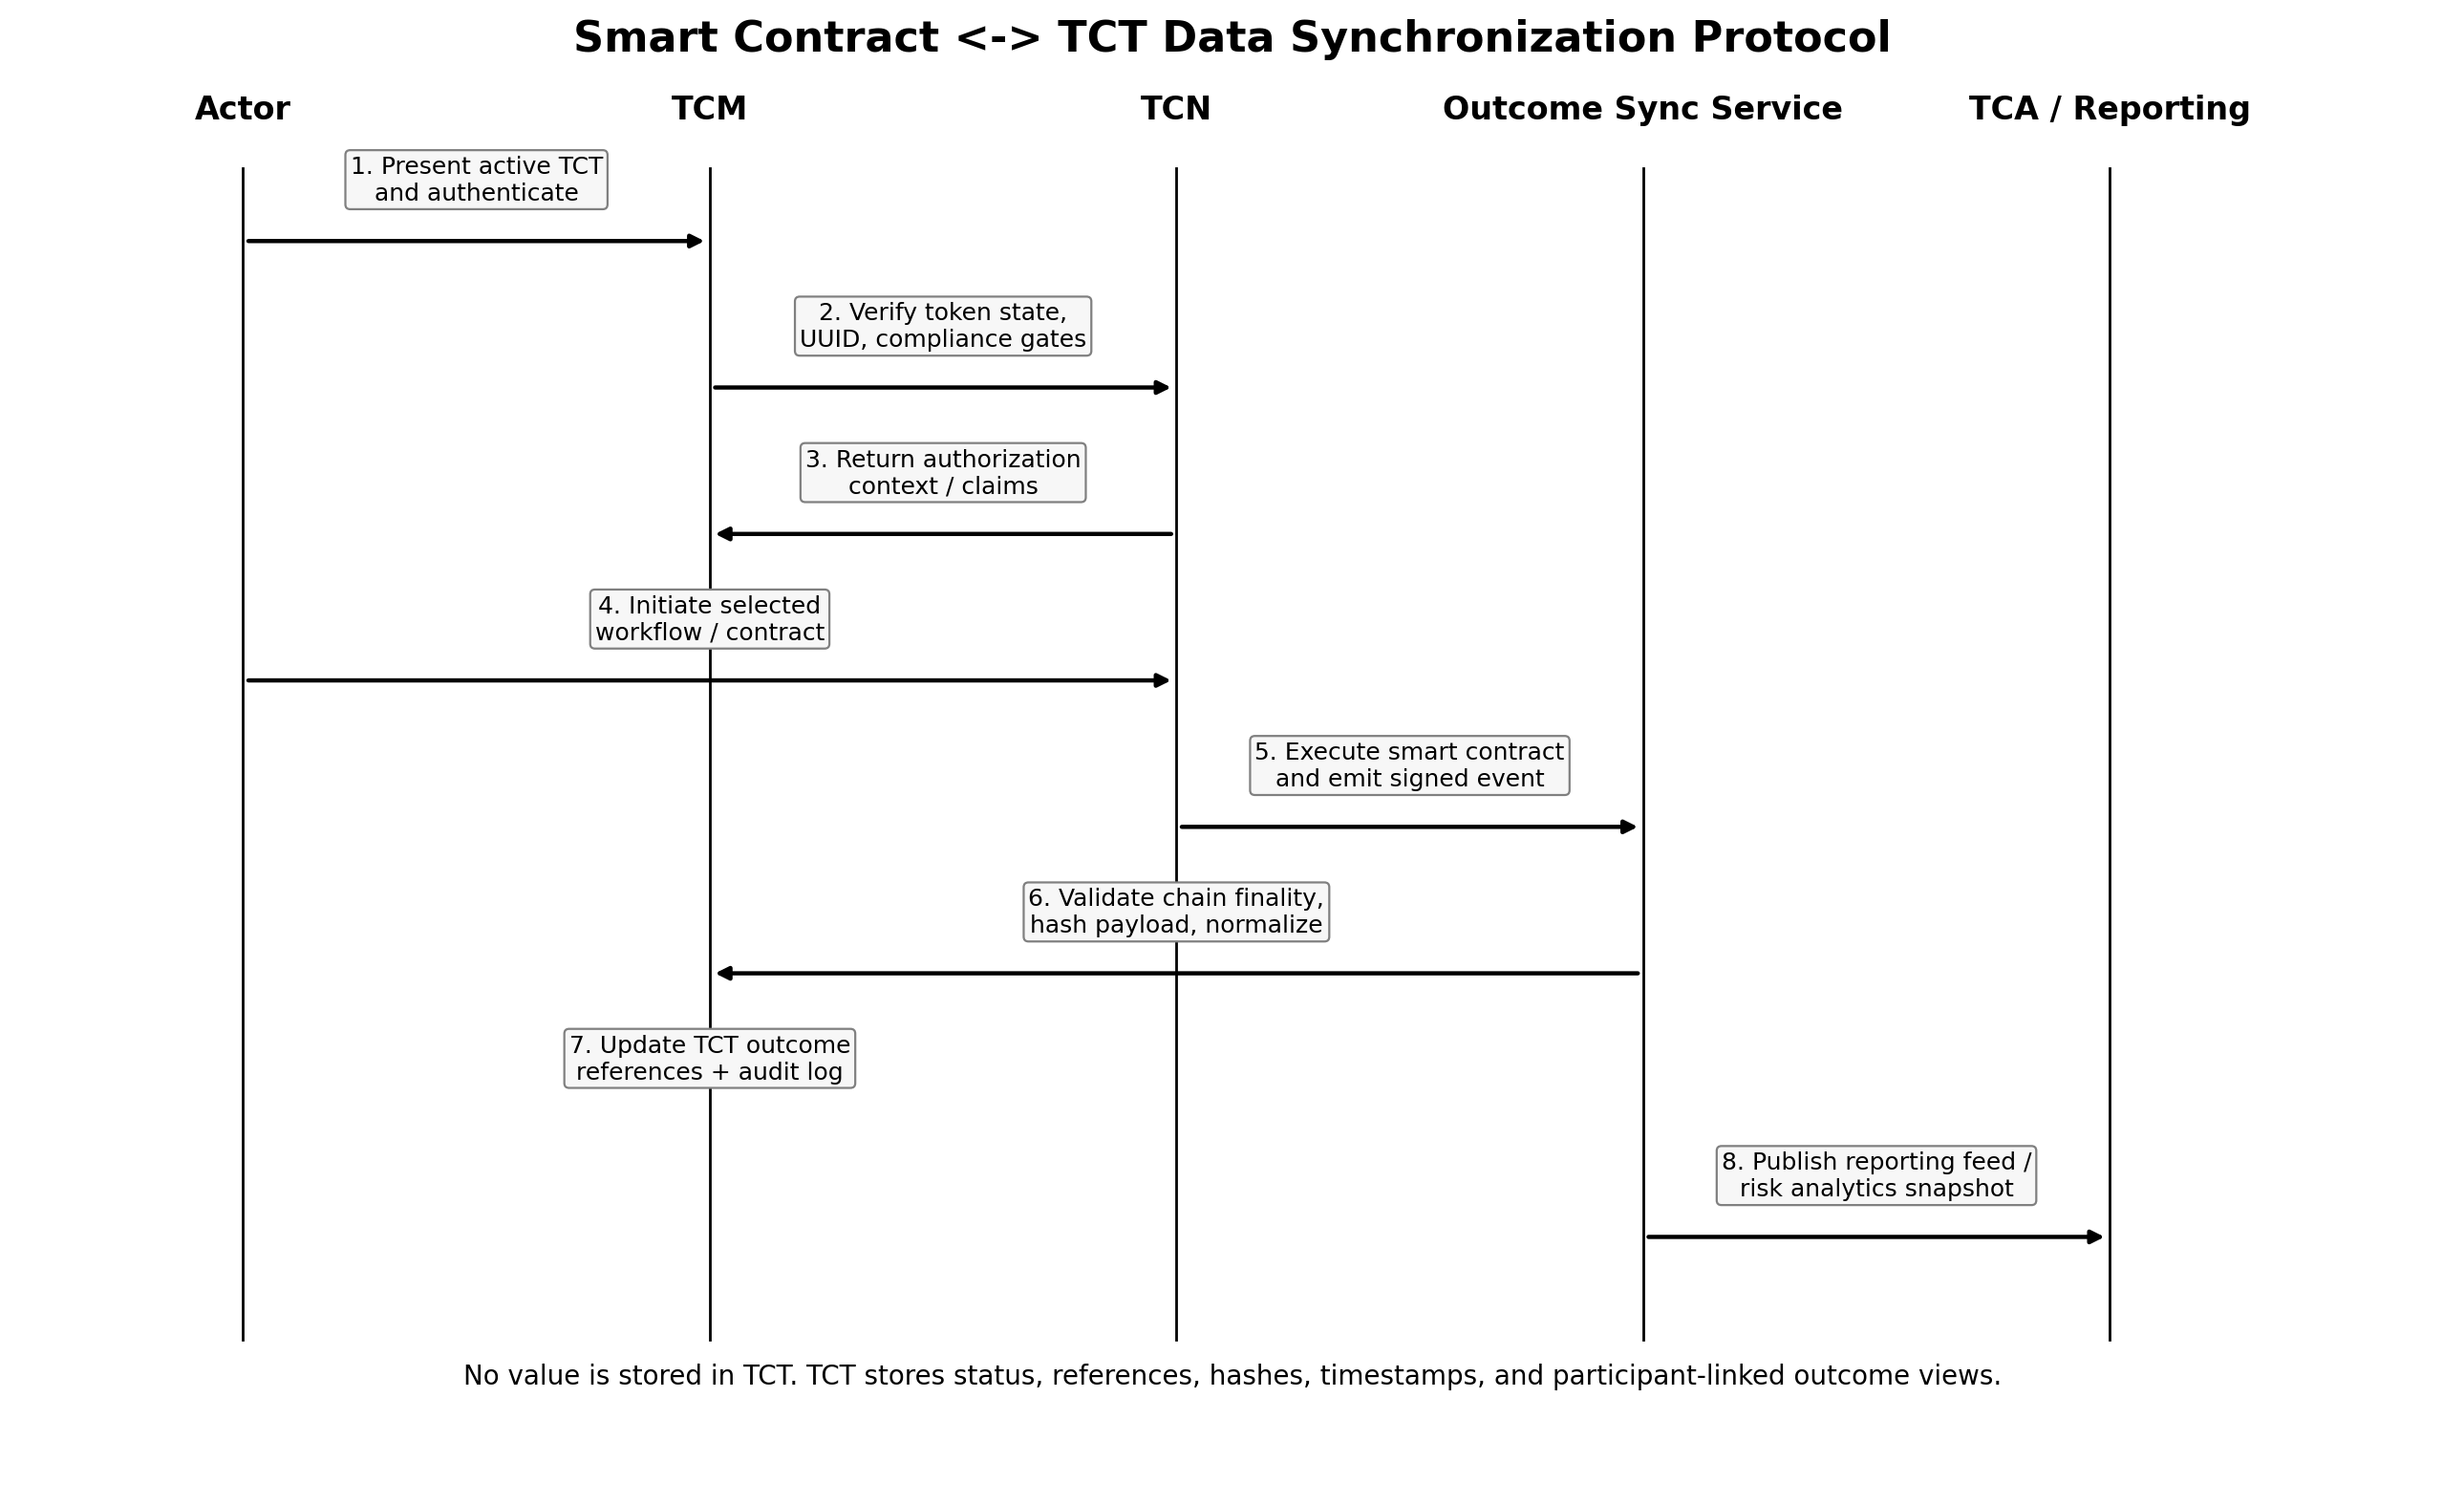 Smart Contract <-> TCT Data Synchronization Protocol
Actor
TCM
TCN
Outcome Sync Service
TCA / Reporting
1. Present active TCT
and authenticate
2. Verify token state,
UUID, compliance gates
3. Return authorization
context / claims
4. Initiate selected
workflow / contract
5. Execute smart contract
and emit signed event
6. Validate chain finality,
hash payload, normalize
7. Update TCT outcome
references + audit log
8. Publish reporting feed /
risk analytics snapshot
No value is stored in TCT. TCT stores status, references, hashes, timestamps, and participant-linked outcome views.